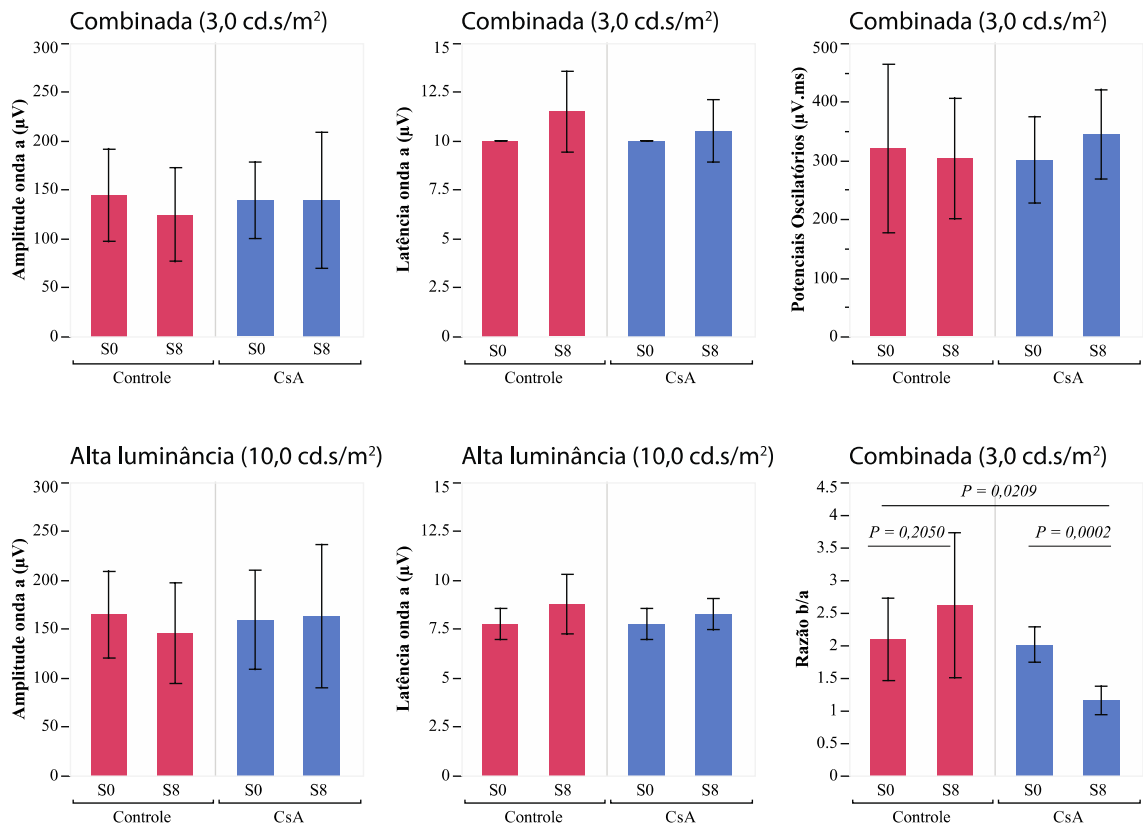 Combinada (3,0 cd.s/m²)
Amplitude onda a (µV)
300
250
200
150
100
50
0
S0 S8 S0 S8
Controle CsA
Combinada (3,0 cd.s/m²)
Latência onda a (µV)
15
12.5
10
7.5
5
2.5
0
S0 S8 S0 S8
Controle CsA
Combinada (3,0 cd.s/m²)
Potenciais Oscilatórios (µV.ms)
500
400
300
200
300
100
0
S0 S8 S0 S8
Controle CsA
Alta luminância (10,0 cd.s/m²)
Amplitude onda a (µV)
300
250
200
150
100
50
0
S0 S8 S0 S8
Controle CsA
Alta luminância (10,0 cd.s/m²)
Latência onda a (µV)
15
12.5
10
7.5
5
2.5
0
S0 S8 S0 S8
Controle CsA
Combinada (3,0 cd.s/m²)
Razão b/a
4.5
4
3.5
3
2.5
2
1.5
1
0.5
0
P = 0,0209
P = 0,2050 P = 0,0002
S0 S8 S0 S8
Controle CsA